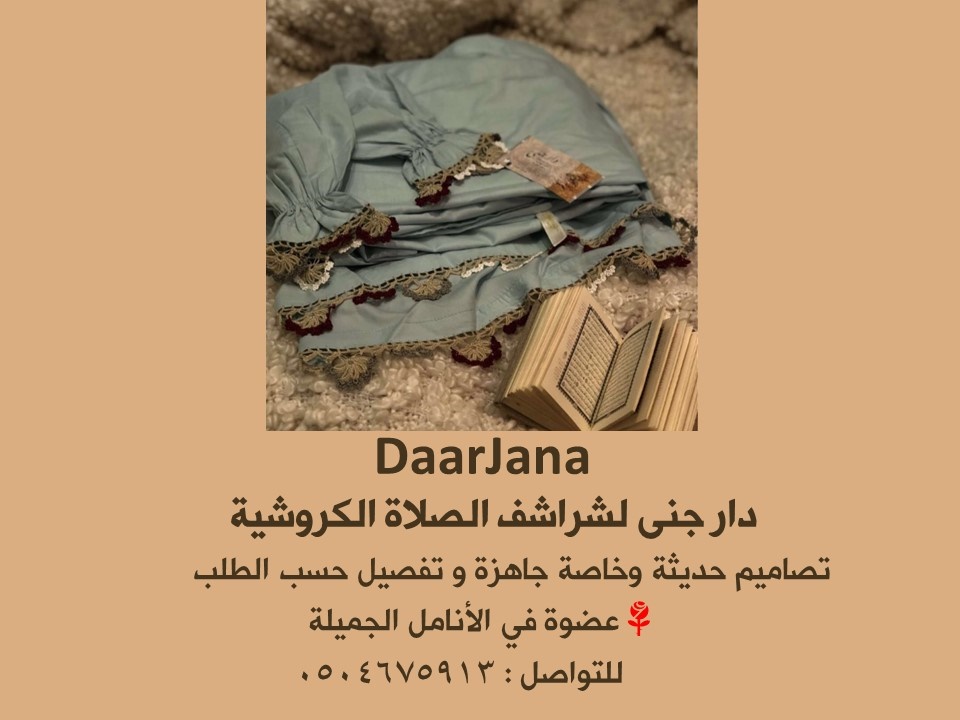 DaarJana
دار جنى لشراشف الصلاة الكروشية
تصاميم حديثة وخاصة جاهزة و تفصيل حسب الطلب
🌹عضوة في الأنامل الجميلة
للتواصل : ٠٥٠٤٦٧٥٩١٣